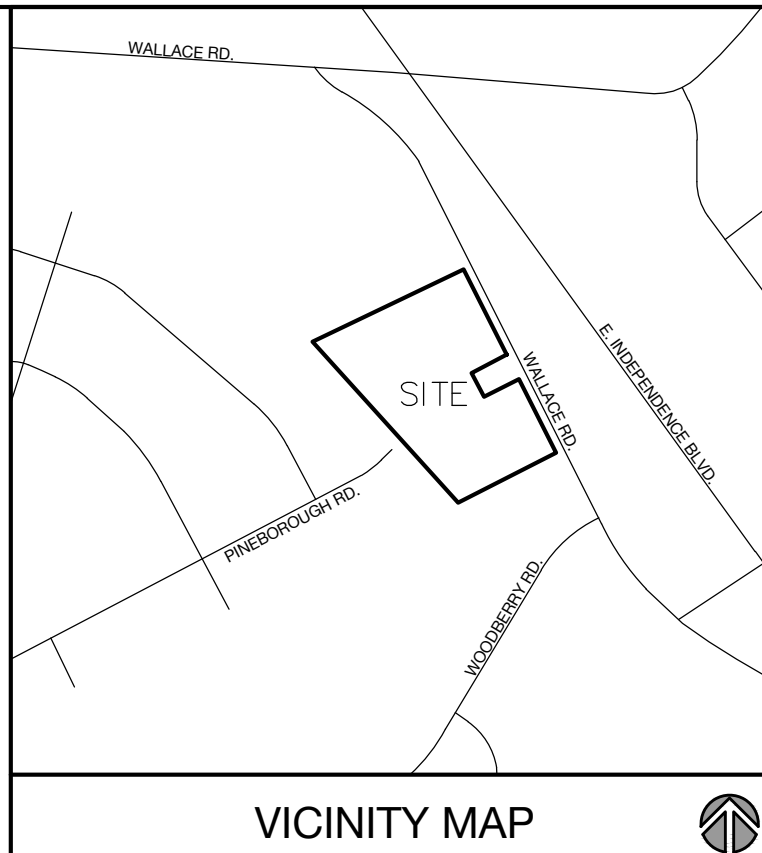 WALLACE RD.
E. INDEPENDENCE BLVD.
WALLACE RD.
SITE
PINEBOROUGH RD.
WOODBERRY RD.
VICINITY MAP